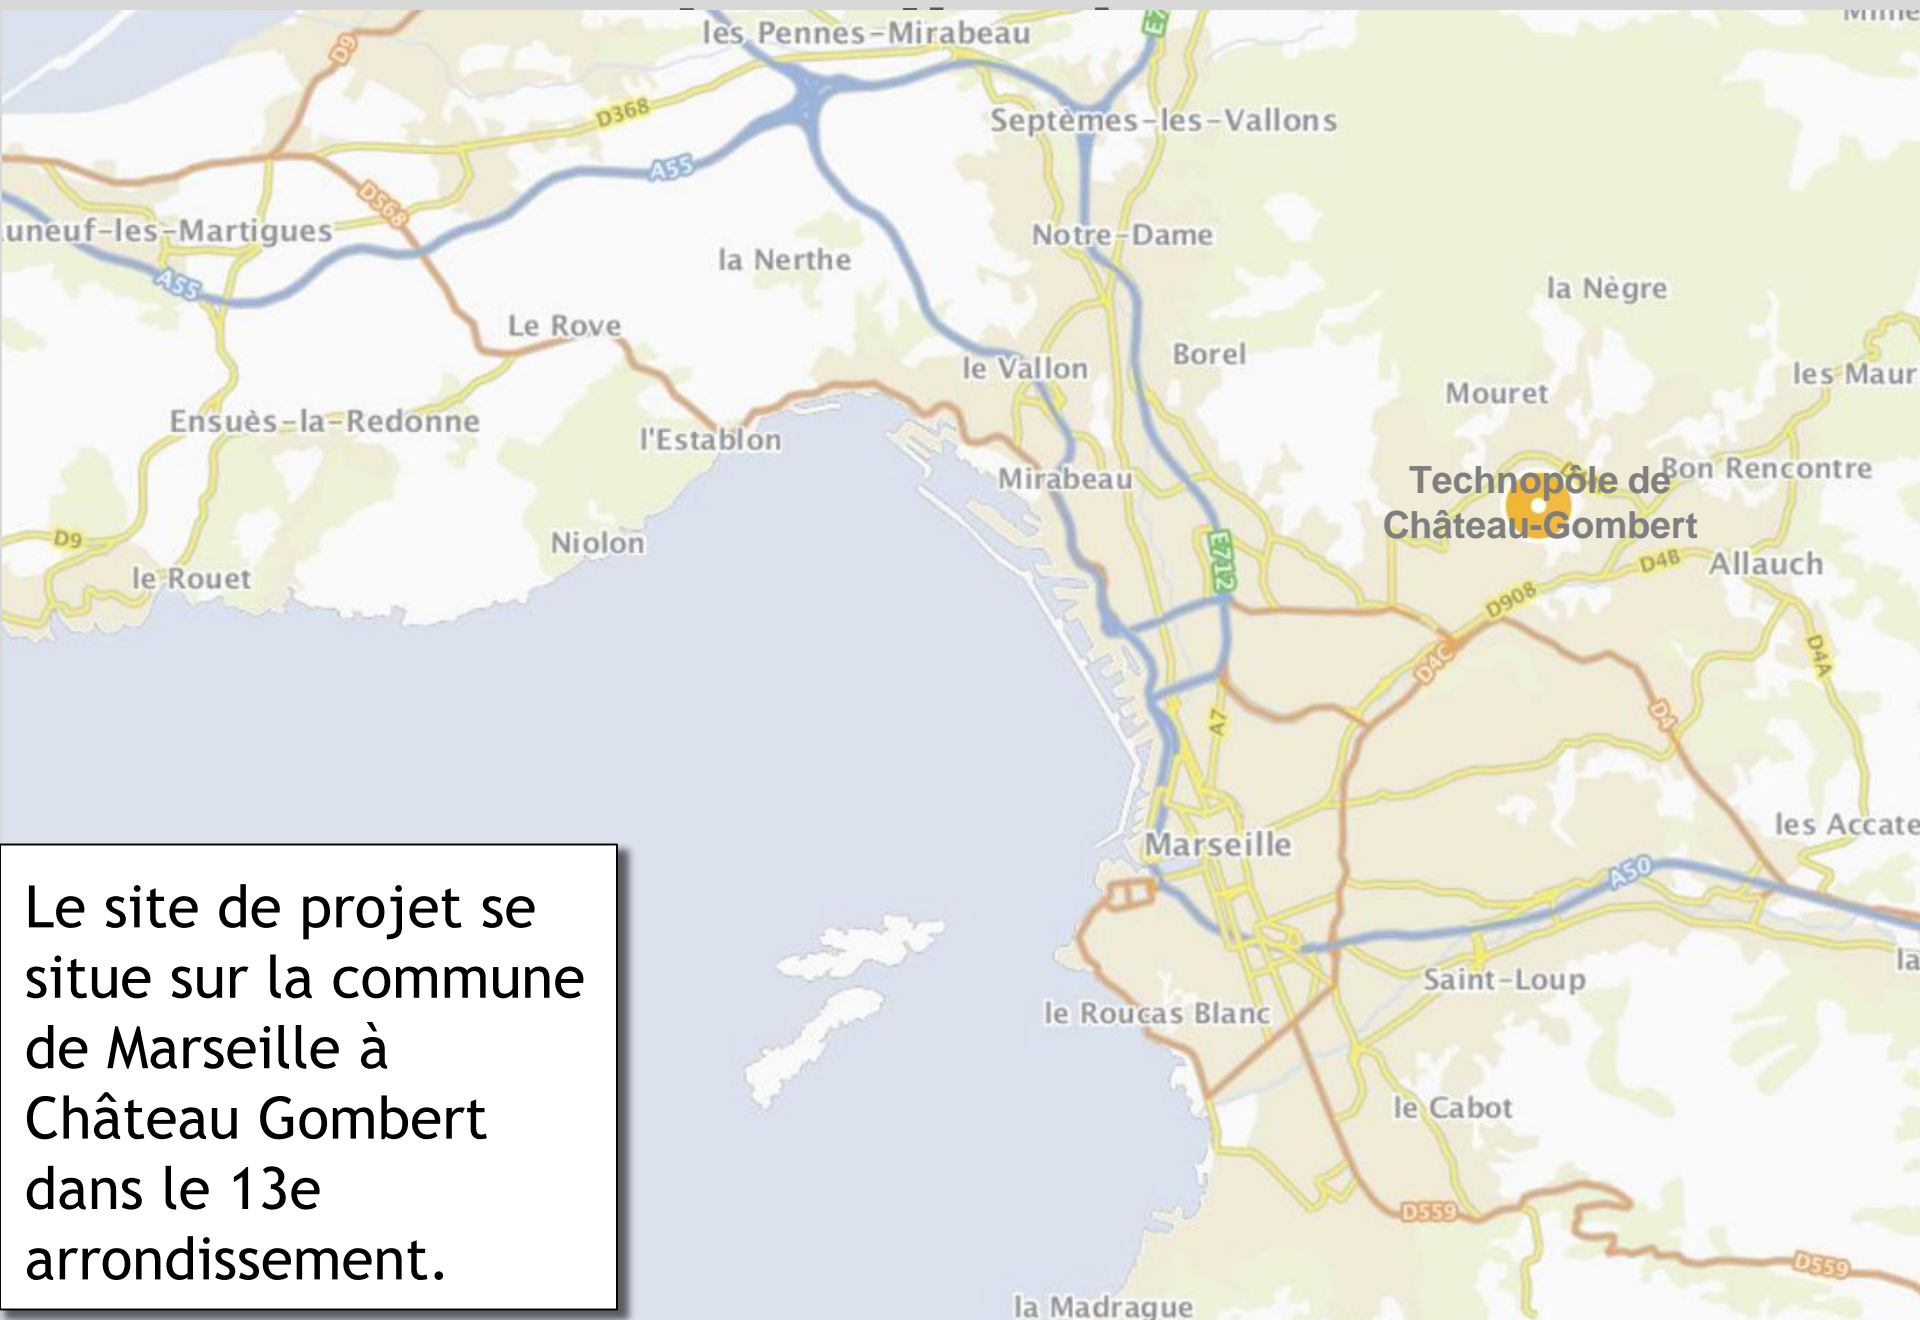 les Pennes-Mirabeau
D9
D368
Septèmes-les-Vallons
A55
D568
uneuf-les-Martigues
Notre-Dame
la Nerthe
A55
la Nègre
Le Rove
Borel
le Vallon
les Maur
Mouret
Ensuès-la-Redonne
l'Establon
Mirabeau
Bon Rencontre
Technopôle de
Château-Gombert
D9
Niolon
E712
D4B
Allauch
le Rouet
D908
D4A
D4C
D4
A7
les Accate
Marseille
A50
la
Saint-Loup
le Roucas Blanc
le Cabot
D559
D559
la Madrague
Le site de projet se
situe sur la commune
de Marseille à
Château Gombert
dans le 13e
arrondissement.